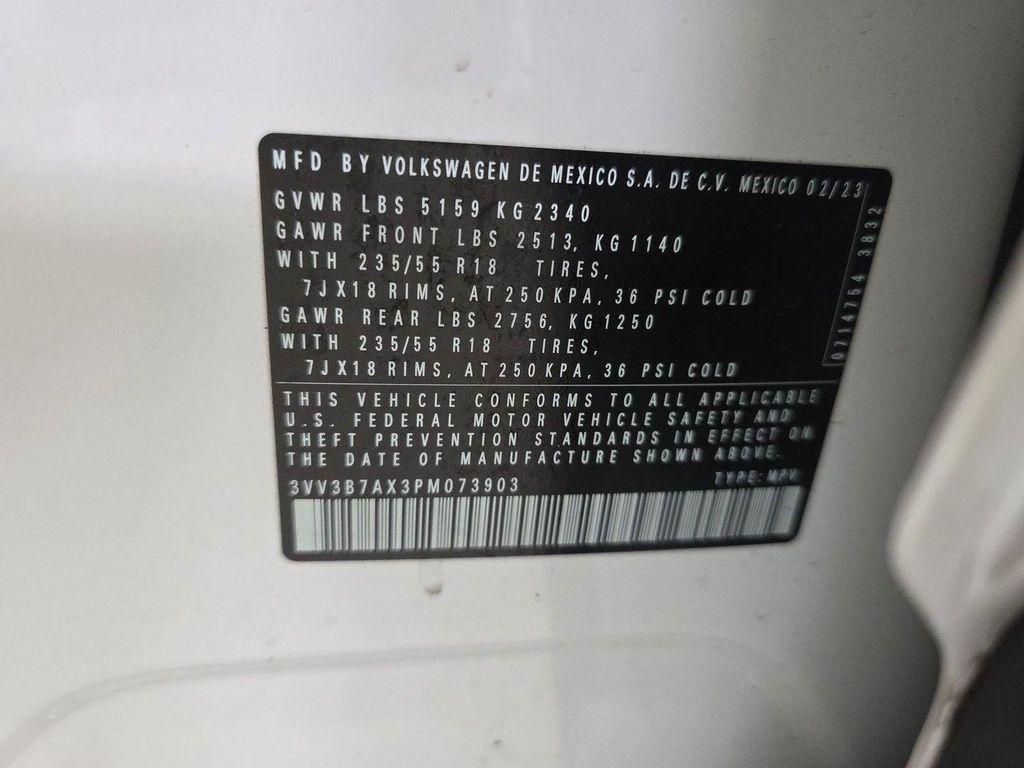 MFD BY VOLKSWAGEN DE MEXICO S.A. DE C.V. MEXICO 02/23
GVWR LBS 5159 KG 2340
GAWR FRONT LBS 2513, KG 1140
WITH 235/55 R18 TIRES,
7JX18 RIMS, AT 250 KPA, 36 PSI COLD
GAWR REAR LBS 2756, KG 1250
WITH 235/55 R18 TIRES,
7JX18 RIMS, AT 250 KPA, 36 PSI COLD
0714754 3832
THIS VEHICLE CONFORMS TO ALL APPLICABLE
U.S. FEDERAL MOTOR VEHICLE SAFETY AND
THEFT PREVENTION STANDARDS IN EFFECT ON
THE DATE OF MANUFACTURE SHOWN ABOVE.
3VV3B7AX3PM073903 TYPE: MPV